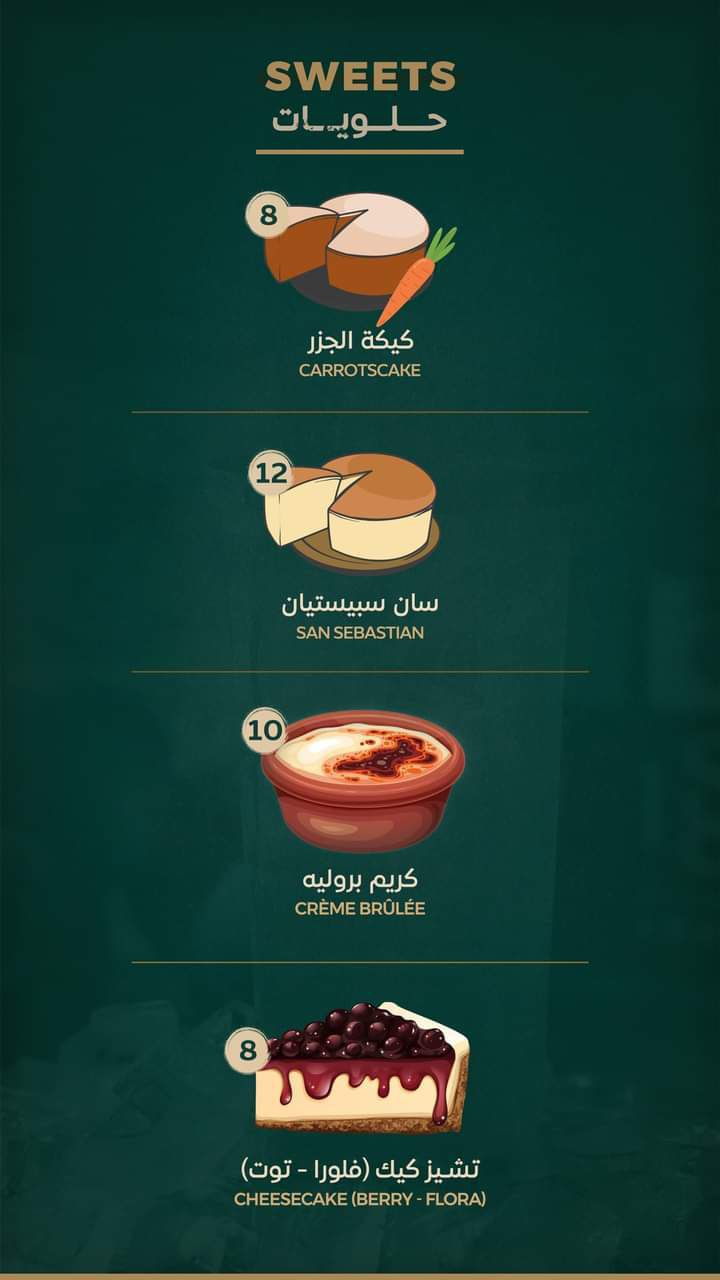 SWEETS
حلويات
8
كيكة الجزر
CARROTSCAKE
12
سان سبيستيان
SAN SEBASTIAN
10
كريم بروليه
CRÈME BRÛLÉE
8
تشيز كيك (فلورا - توت)
CHEESECAKE (BERRY - FLORA)